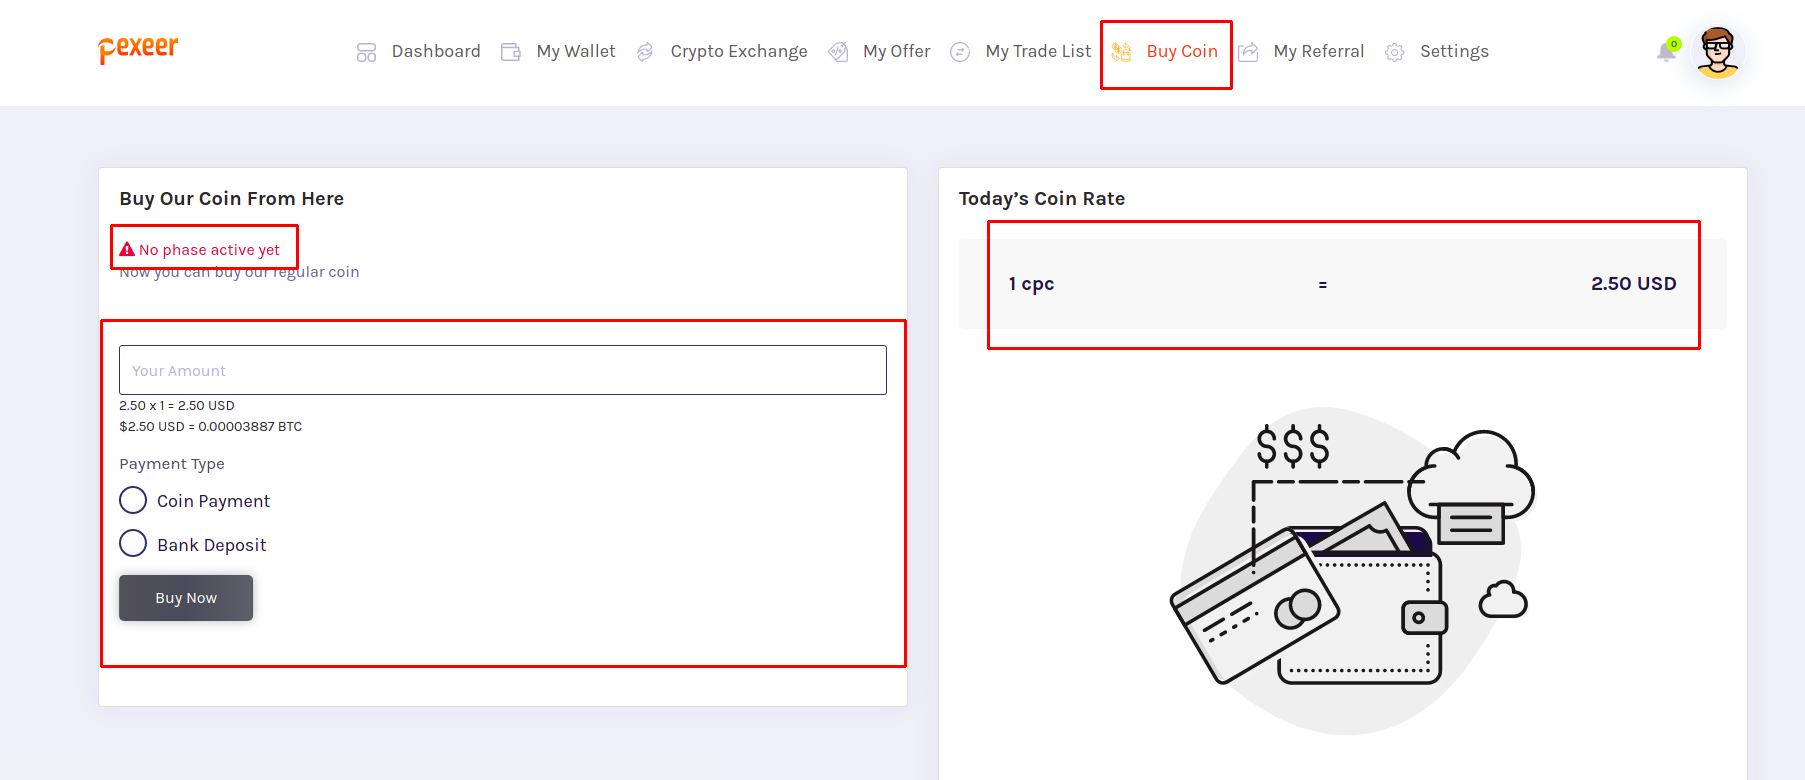 pexeer
Dashboard
My Wallet
Crypto Exchange
My Offer
My Trade List
Buy Coin
My Referral
Settings
0
Buy Our Coin From Here
No phase active yet
Now you can buy our regular coin
Your Amount
2.50 x 1 = 2.50 USD
$2.50 USD = 0.00003887 BTC
Payment Type
Coin Payment
Bank Deposit
Buy Now
Today’s Coin Rate
1 cpc = 2.50 USD
$$$